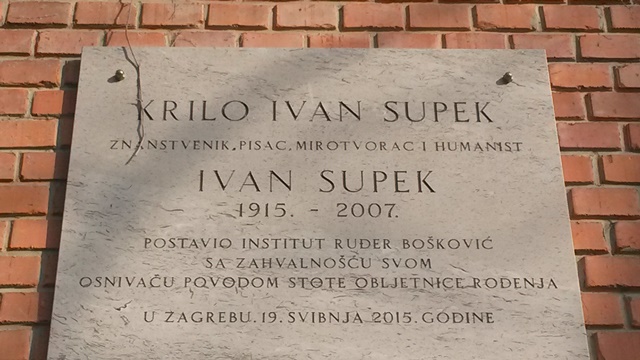 KRILO IVAN SUPEK
ZNANSTVENIK, PISAC, MIROTVORAC I HUMANIST
IVAN SUPEK
1915. - 2007.
POSTAVIO INSTITUT RUĐER BOŠKOVIĆ
SA ZAHVALNOŠĆU SVOM
OSNIVAČU POVODOM STOTE OBLJETNICE ROĐENJA
U ZAGREBU, 19. SVIBNJA 2015. GODINE